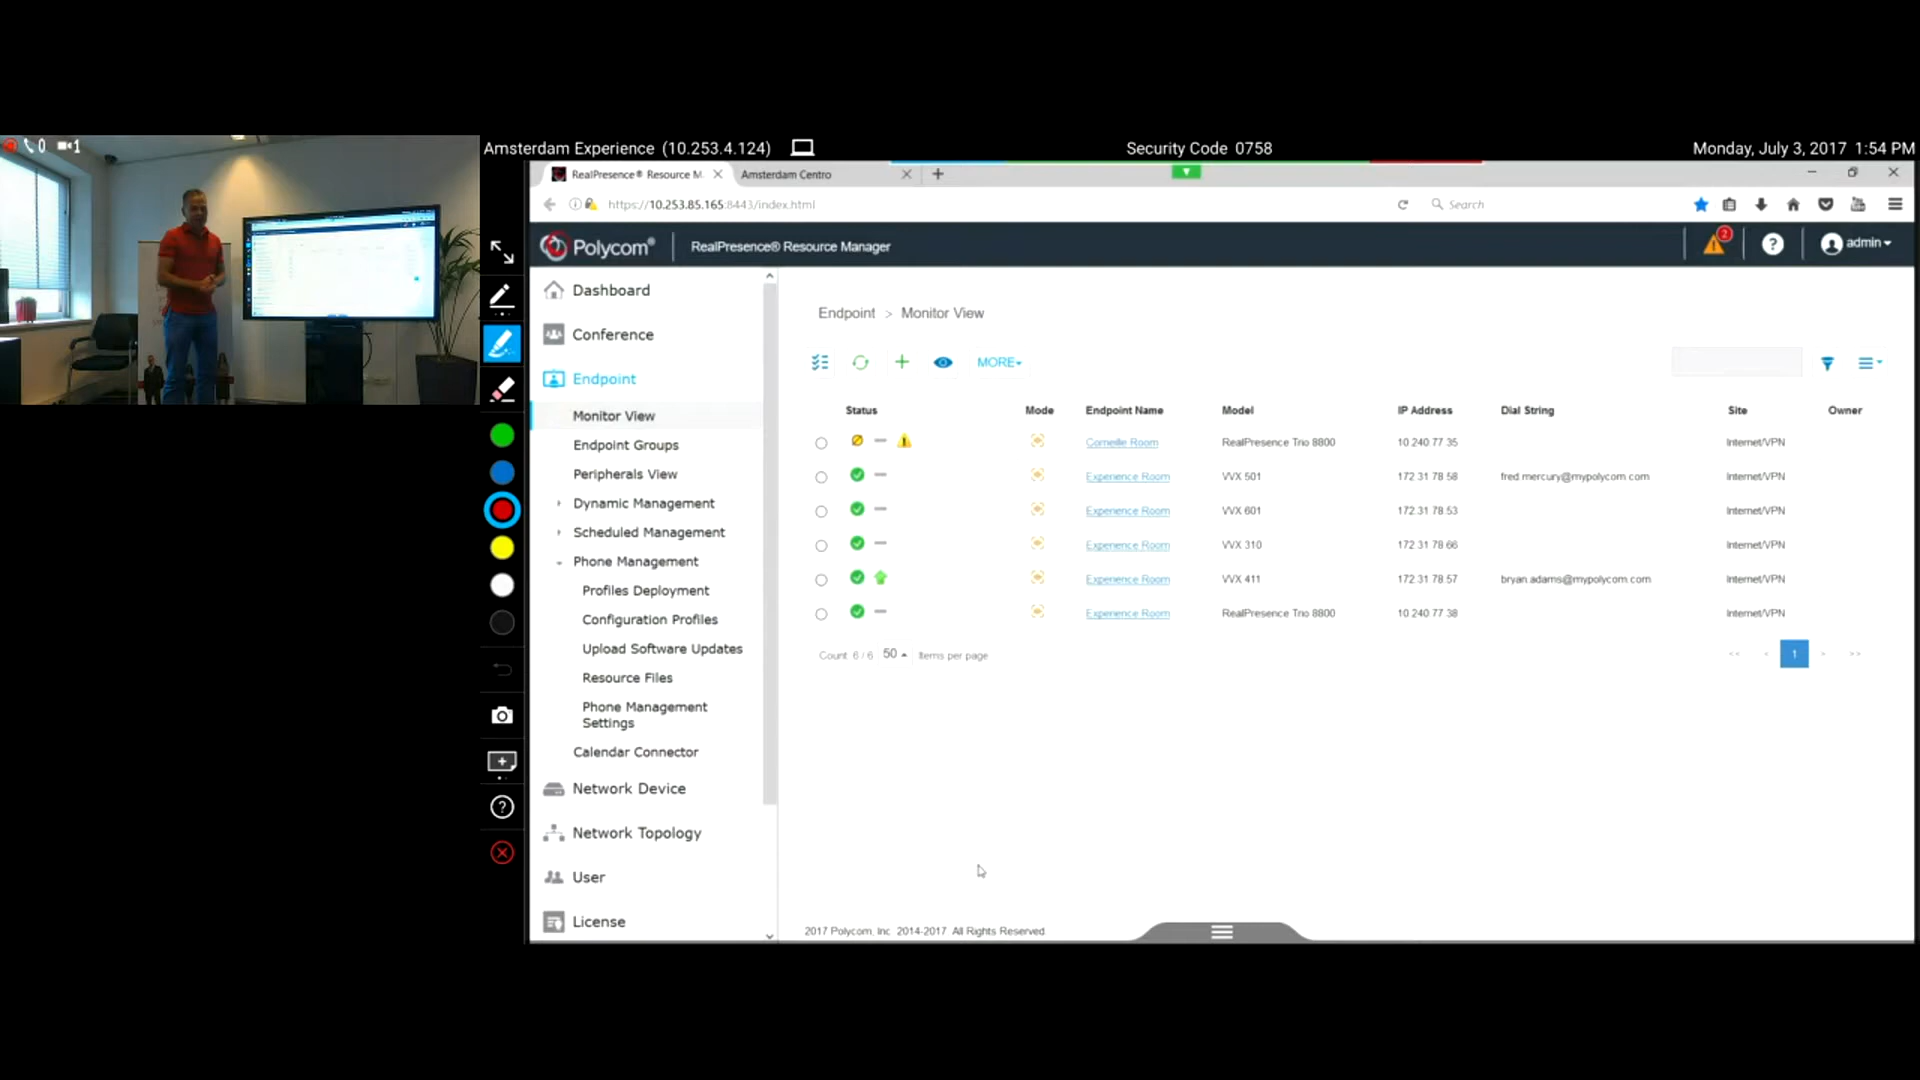 0 1
Amsterdam Experience (10.253.4.124)
Security Code 0758
Monday, July 3, 2017 1:54 PM
RealPresence® Resource M
Amsterdam Centro
https://10.253.85.165:8443/index.html
Search
Polycom®
RealPresence® Resource Manager
2
?
admin
Dashboard
Conference
Endpoint
Monitor View
Endpoint Groups
Peripherals View
Dynamic Management
Scheduled Management
Phone Management
Profiles Deployment
Configuration Profiles
Upload Software Updates
Resource Files
Phone Management
Settings
Calendar Connector
Network Device
Network Topology
User
License
Endpoint > Monitor View
MORE
Status Mode Endpoint Name Model IP Address Dial String Site Owner
Corneille Room RealPresence Trio 8800 10 240 77 35 Internet/VPN
Experience Room VVX 501 172 31 78 58 fred mercury@mypolycom com Internet/VPN
Experience Room VVX 601 172 31 78 53 Internet/VPN
Experience Room VVX 310 172 31 78 66 Internet/VPN
Experience Room VVX 411 172 31 78.57 bryan.adams@mypolycom com Internet/VPN
Experience Room RealPresence Trio 8800 10 240 77 38 Internet/VPN
Count 6 / 6 50 Items per page
<< < 1 > >>
2017 Polycom, Inc 2014-2017 All Rights Reserved